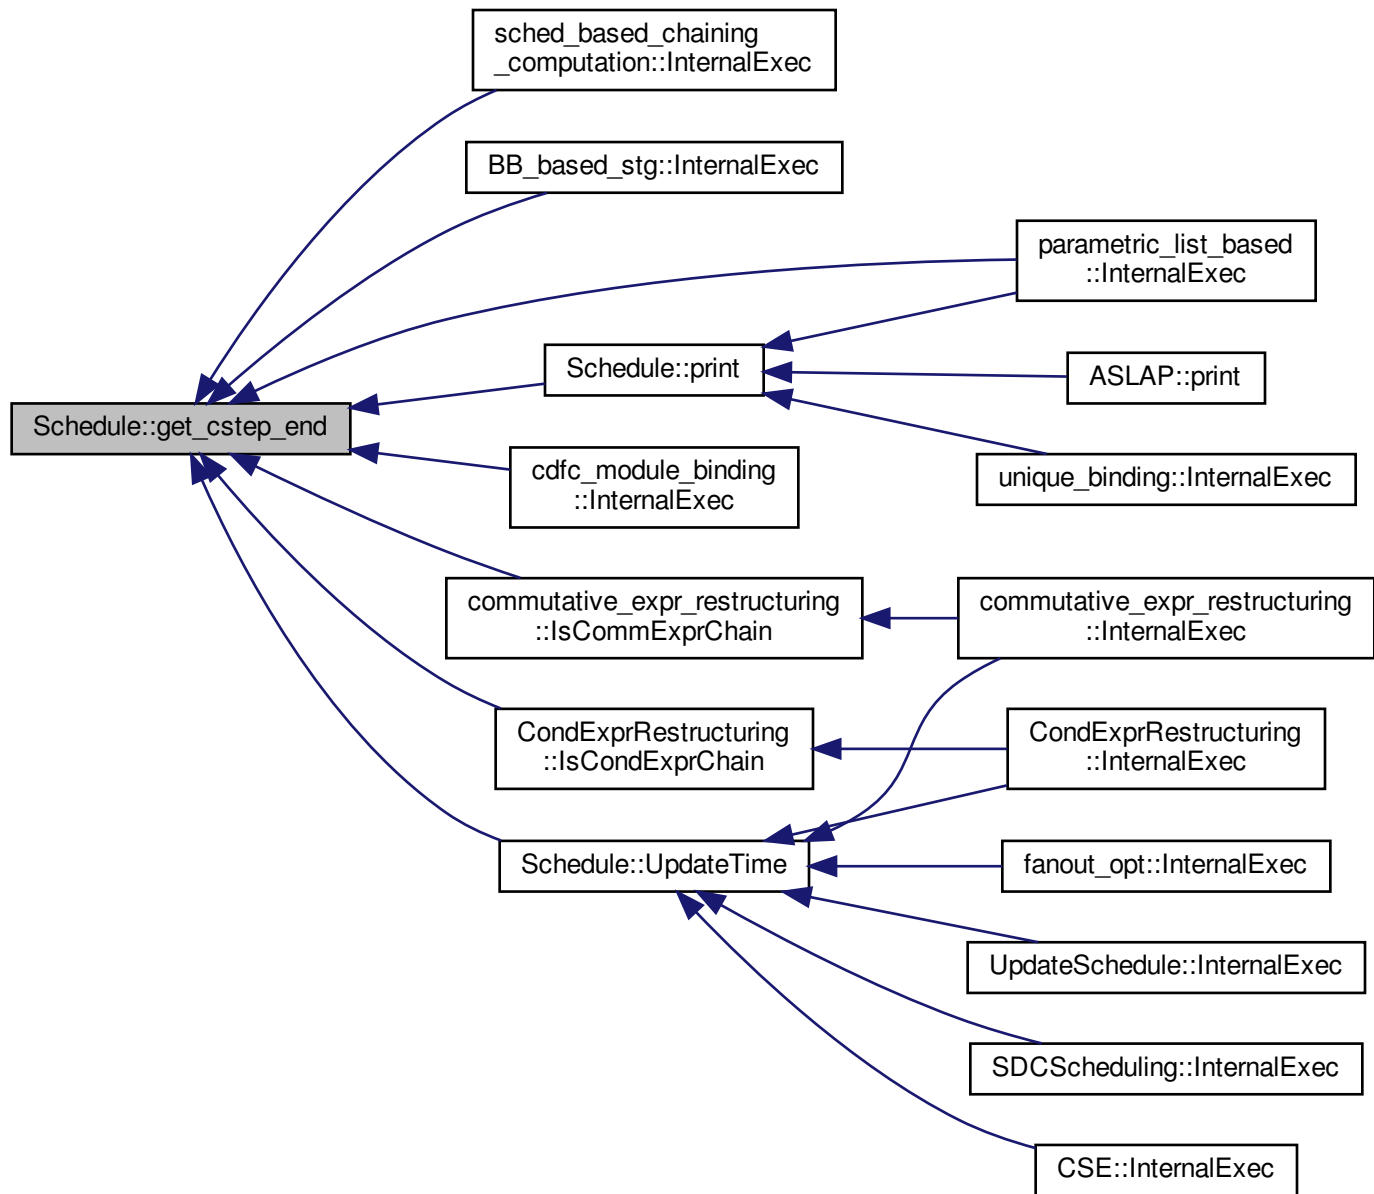 sched_based_chaining
_computation::InternalExec
BB_based_stg::InternalExec
parametric_list_based
::InternalExec
Schedule::print
ASLAP::print
Schedule::get_cstep_end
cdfc_module_binding
::InternalExec
unique_binding::InternalExec
commutative_expr_restructuring
::IsCommExprChain
commutative_expr_restructuring
::InternalExec
CondExprRestructuring
::IsCondExprChain
CondExprRestructuring
::InternalExec
Schedule::UpdateTime
fanout_opt::InternalExec
UpdateSchedule::InternalExec
SDCScheduling::InternalExec
CSE::InternalExec